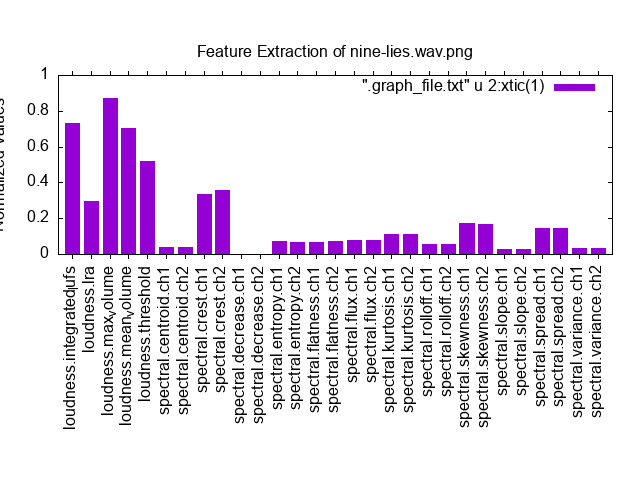 Feature Extraction of nine-lies.wav.png
".graph_file.txt" u 2:xtic(1)
Normalized Values
1
0.8
0.6
0.4
0.2
0
loudness.integratedlufs
loudness.lra
loudness.maxvolume
loudness.meanvolume
loudness.threshold
spectral.centroid.ch1
spectral.centroid.ch2
spectral.crest.ch1
spectral.crest.ch2
spectral.decrease.ch1
spectral.decrease.ch2
spectral.entropy.ch1
spectral.entropy.ch2
spectral.flatness.ch1
spectral.flatness.ch2
spectral.flux.ch1
spectral.flux.ch2
spectral.kurtosis.ch1
spectral.kurtosis.ch2
spectral.rolloff.ch1
spectral.rolloff.ch2
spectral.skewness.ch1
spectral.skewness.ch2
spectral.slope.ch1
spectral.slope.ch2
spectral.spread.ch1
spectral.spread.ch2
spectral.variance.ch1
spectral.variance.ch2